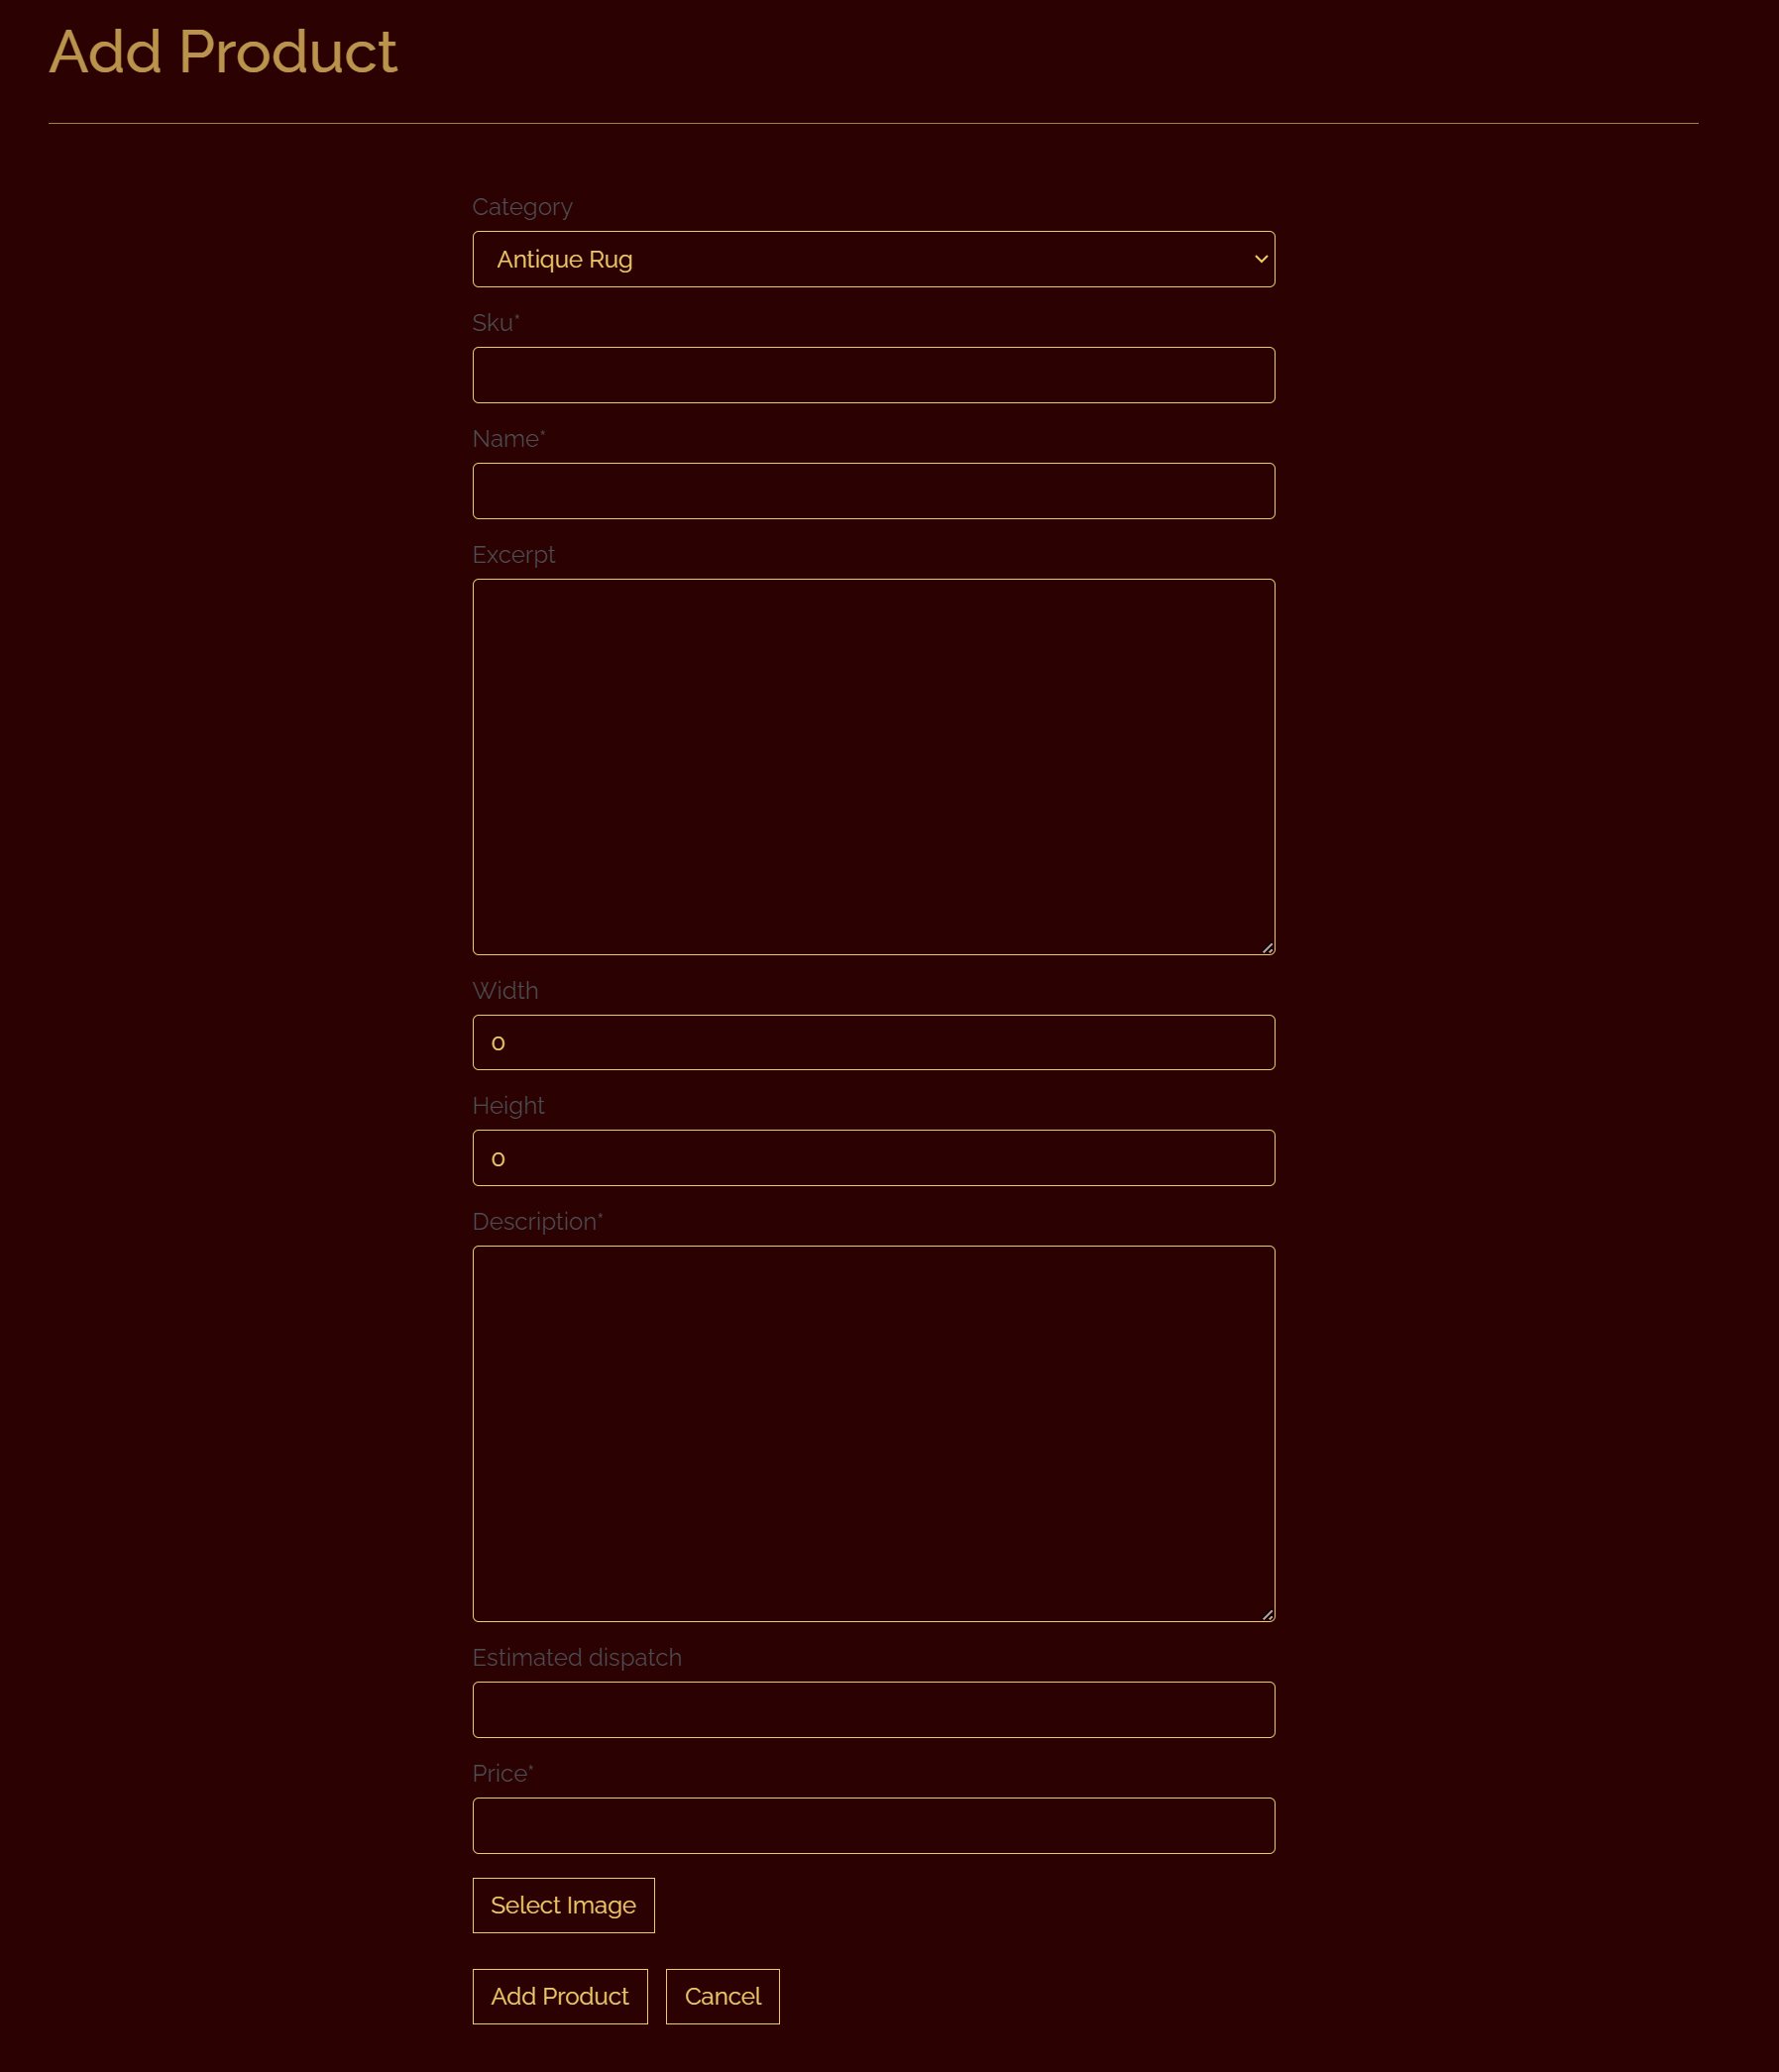 Add Product
Category
Antique Rug
Sku*
Name*
Excerpt
Width
0
Height
0
Description*
Estimated dispatch
Price*
Select Image
Add Product
Cancel